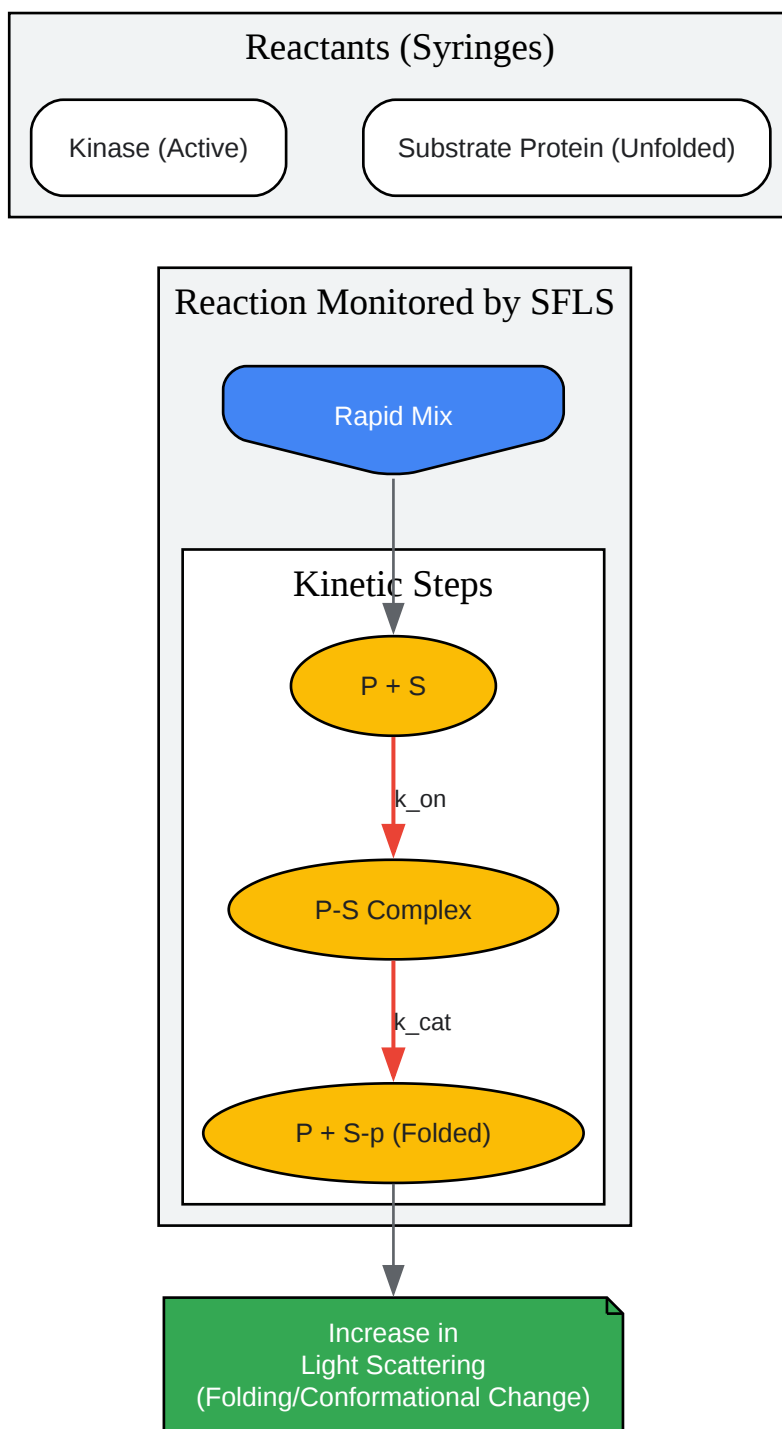 Reactants (Syringes)
Kinase (Active)
Substrate Protein (Unfolded)
Reaction Monitored by SFLS
Rapid Mix
Kinetic Steps
P + S
k_on
P-S Complex
k_cat
P + S-p (Folded)
Increase in
Light Scattering
(Folding/Conformational Change)